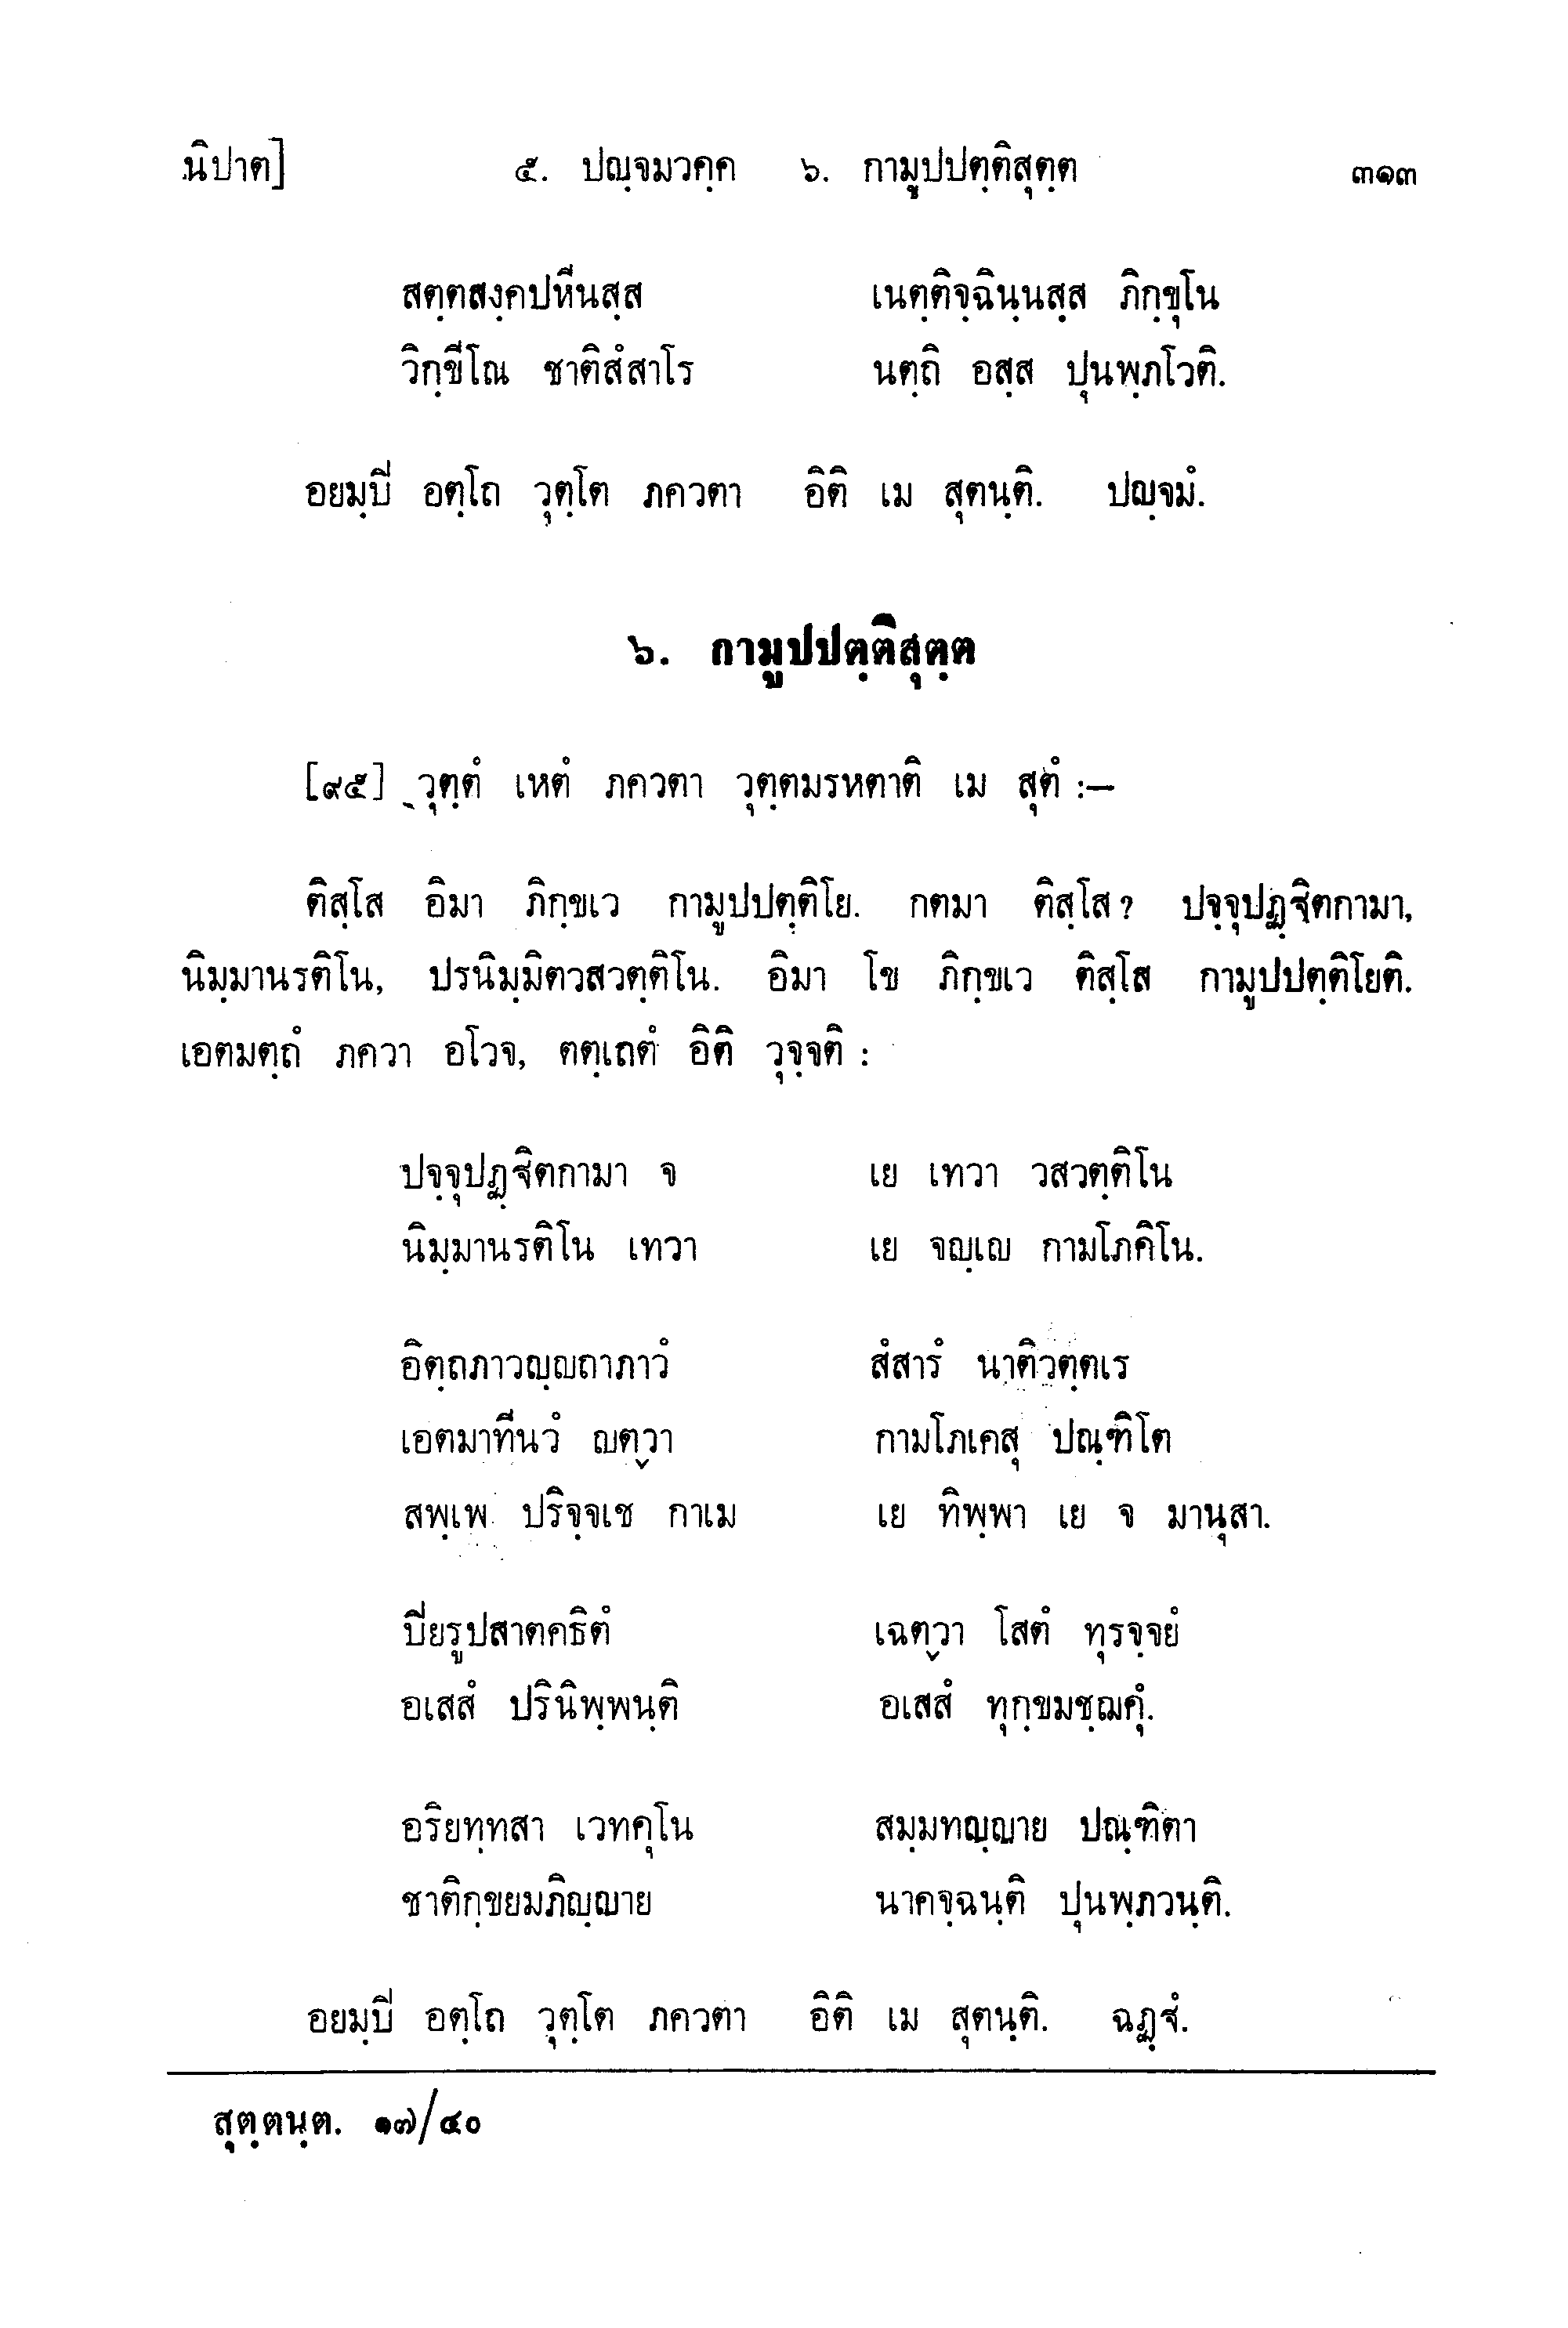 นิปาต] ๕. ปญฺจมวคฺค ๖. กามูปปตฺติสุตฺต ๓๑๓
สตฺตสงฺคปหีนสฺส เนตฺติจฺฉินฺนสฺส ภิกฺขุโน
วิกฺขีโณ ชาติสํสาโร นตฺถิ อสฺส ปุนพฺภโวติ.
อยมฺปี อตฺโถ วุตฺโต ภควตา อิติ เม สุตนฺติ. ปญฺจมํ.
๖. กามูปปตฺติสุตฺต
[๙๕] วุตฺตํ เหตํ ภควตา วุตฺตมรหตาติ เม สุตํ :—
ติสฺโส อิมา ภิกฺขเว กามูปปตฺติโย. กตมา ติสฺโส? ปจฺจุปฏฺฐิตกามา,
นิมฺมานรติโน, ปรนิมฺมิตวสวตฺติโน. อิมา โข ภิกฺขเว ติสฺโส กามูปปตฺติโยติ.
เอตมตฺถํ ภควา อโวจ, ตตฺเถตํ อิติ วุจฺจติ :
ปจฺจุปฏฺฐิตกามา จ เย เทวา วสวตฺติโน
นิมฺมานรติโน เทวา เย จญฺเญ กามโภคิโน.
อิตฺถภาวญฺญถาภาวํ สํสารํ นาติวตฺตเร
เอตมาทีนวํ ญตฺวา กามโภเคสุ ปณฺฑิโต
สพฺเพ ปริจฺจเช กาเม เย ทิพฺพา เย จ มานุสา.
ปิยรูปสาตคธิตํ เฉตฺวา โสตํ ทุรจฺจยํ
อเสสํ ปรินิพฺพนฺติ อเสสํ ทุกฺขมชฺฌคุํ.
อริยทฺทสา เวทคุโน สมฺมทญฺญาย ปณฺฑิตา
ชาติกฺขยมภิญฺญาย นาคจฺฉนฺติ ปุนพฺภวนฺติ.
อยมฺปี อตฺโถ วุตฺโต ภควตา อิติ เม สุตนฺติ. ฉฏฺฐํ.
สุตฺตนฺต. ๑๗/๔๐